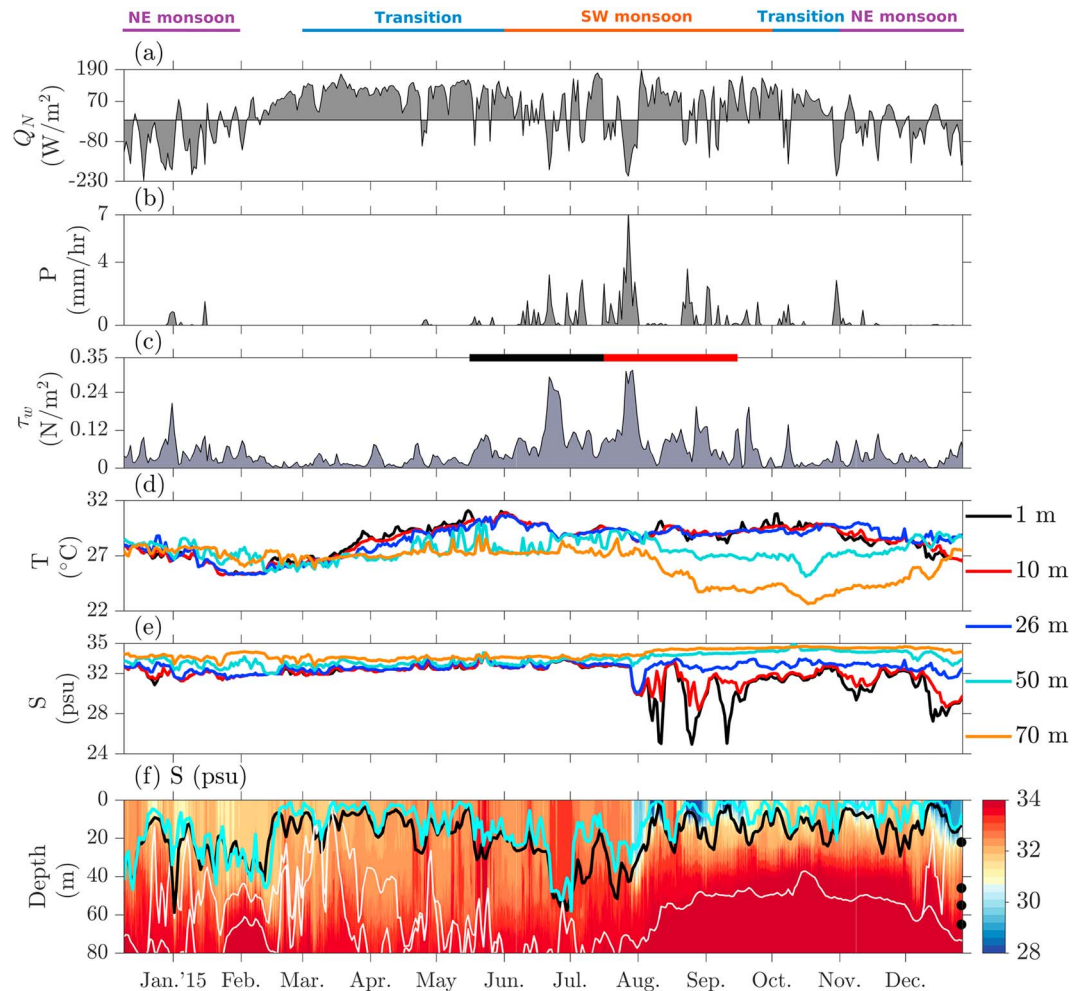 NE monsoon Transition SW monsoon Transition NE monsoon
(a)
190
70
-80
-230
Q_N
(W/m²)
(b)
7
4
0
P
(mm/hr)
(c)
0.35
0.24
0.12
0
τ_w
(N/m²)
(d)
32
27
22
T
(°C)
1 m
10 m
26 m
50 m
70 m
(e)
35
32
28
24
S
(psu)
(f) S (psu)
0
20
40
60
80
Depth
(m)
34
32
30
28
Jan.'15 Feb. Mar. Apr. May Jun. Jul. Aug. Sep. Oct. Nov. Dec.